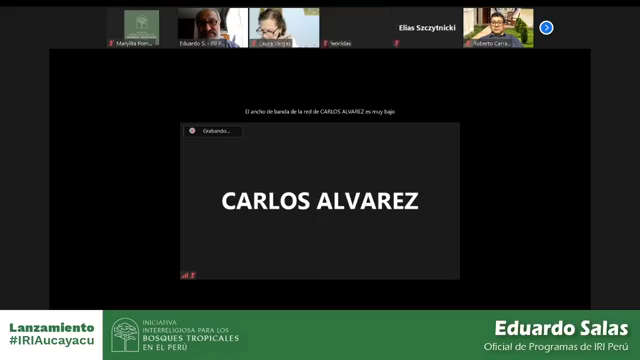 Marylita Pom...
Eduardo S. - IRI P...
Laura Vargas
leonidas
Elias Szczytnicki
Roberto Carra...
El ancho de banda de la red de CARLOS ALVAREZ es muy bajo
Grabando...
CARLOS ALVAREZ
Lanzamiento
#IRIAucayacu
INICIATIVA
INTERRELIGIOSA PARA LOS
BOSQUES TROPICALES
EN EL PERÚ
Eduardo Salas
Oficial de Programas de IRI Perú